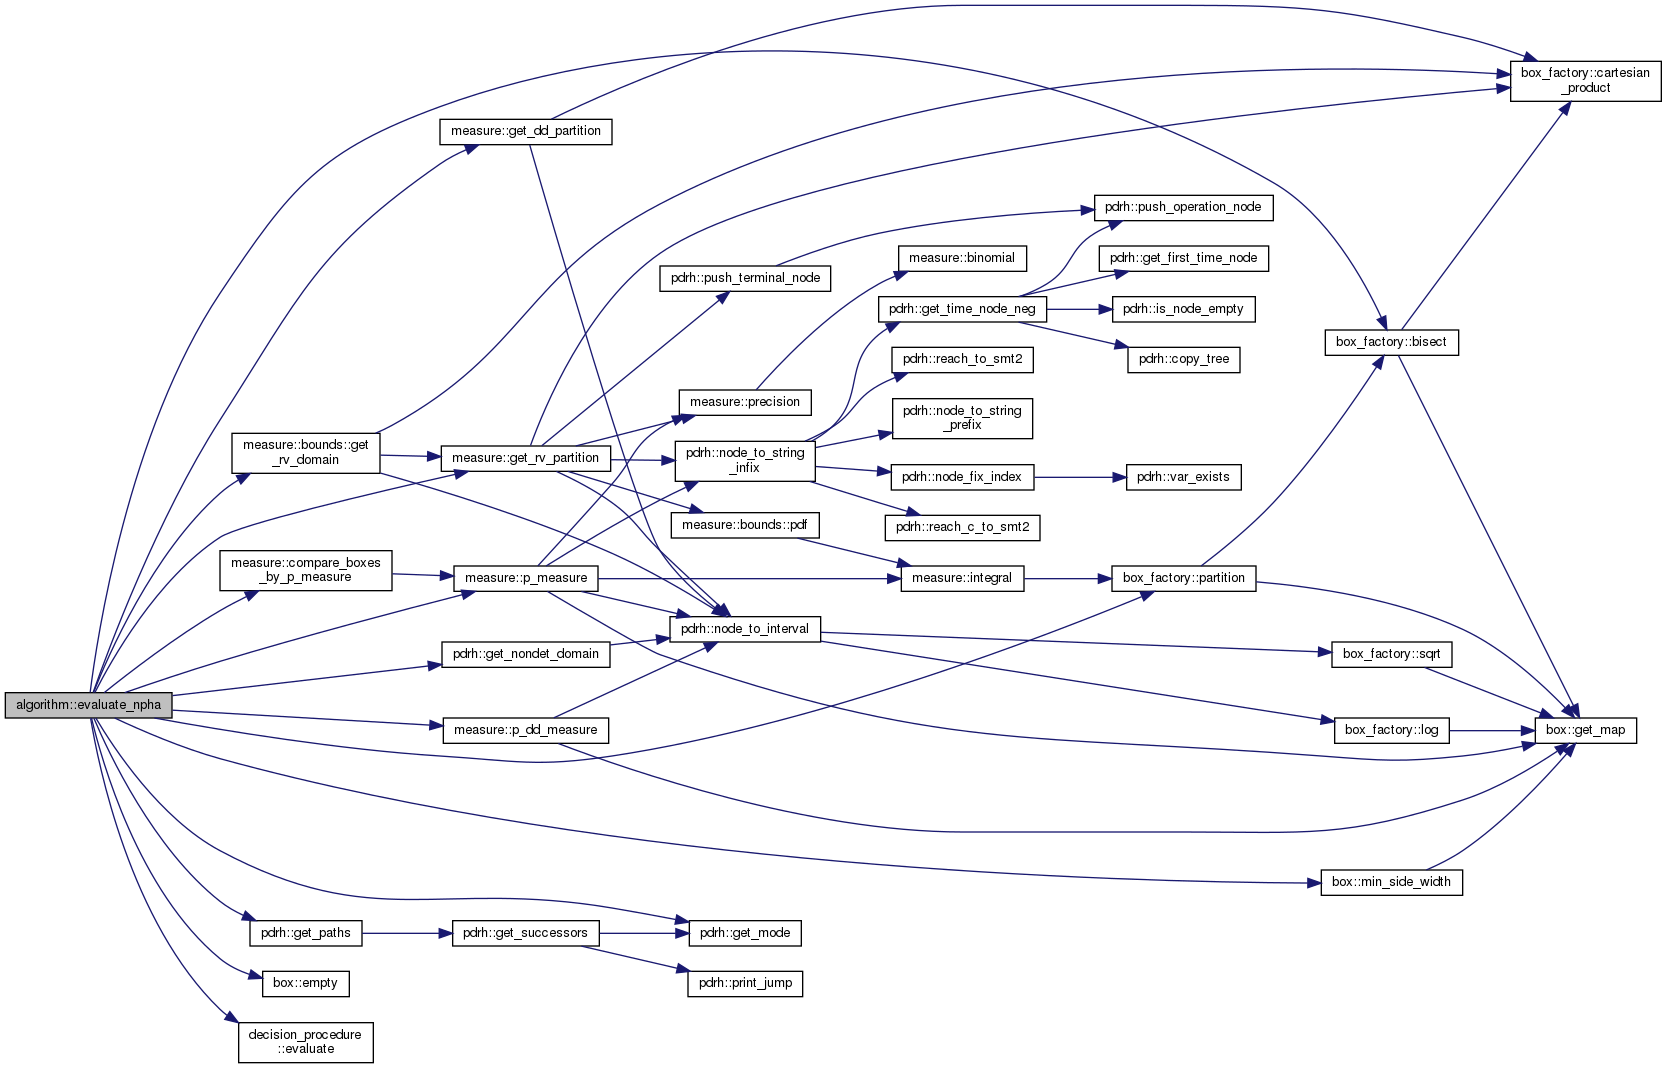 box_factory::cartesian
_product
measure::get_dd_partition
pdrh::push_operation_node
measure::binomial
pdrh::get_first_time_node
pdrh::push_terminal_node
pdrh::get_time_node_neg
pdrh::is_node_empty
box_factory::bisect
pdrh::reach_to_smt2
pdrh::copy_tree
measure::precision
pdrh::node_to_string
_prefix
measure::bounds::get
_rv_domain
measure::get_rv_partition
pdrh::node_to_string
_infix
pdrh::node_fix_index
pdrh::var_exists
measure::bounds::pdf
pdrh::reach_c_to_smt2
measure::compare_boxes
_by_p_measure
measure::p_measure
measure::integral
box_factory::partition
pdrh::node_to_interval
pdrh::get_nondet_domain
box_factory::sqrt
algorithm::evaluate_npha
measure::p_dd_measure
box_factory::log
box::get_map
box::min_side_width
pdrh::get_paths
pdrh::get_successors
pdrh::get_mode
box::empty
pdrh::print_jump
decision_procedure
::evaluate